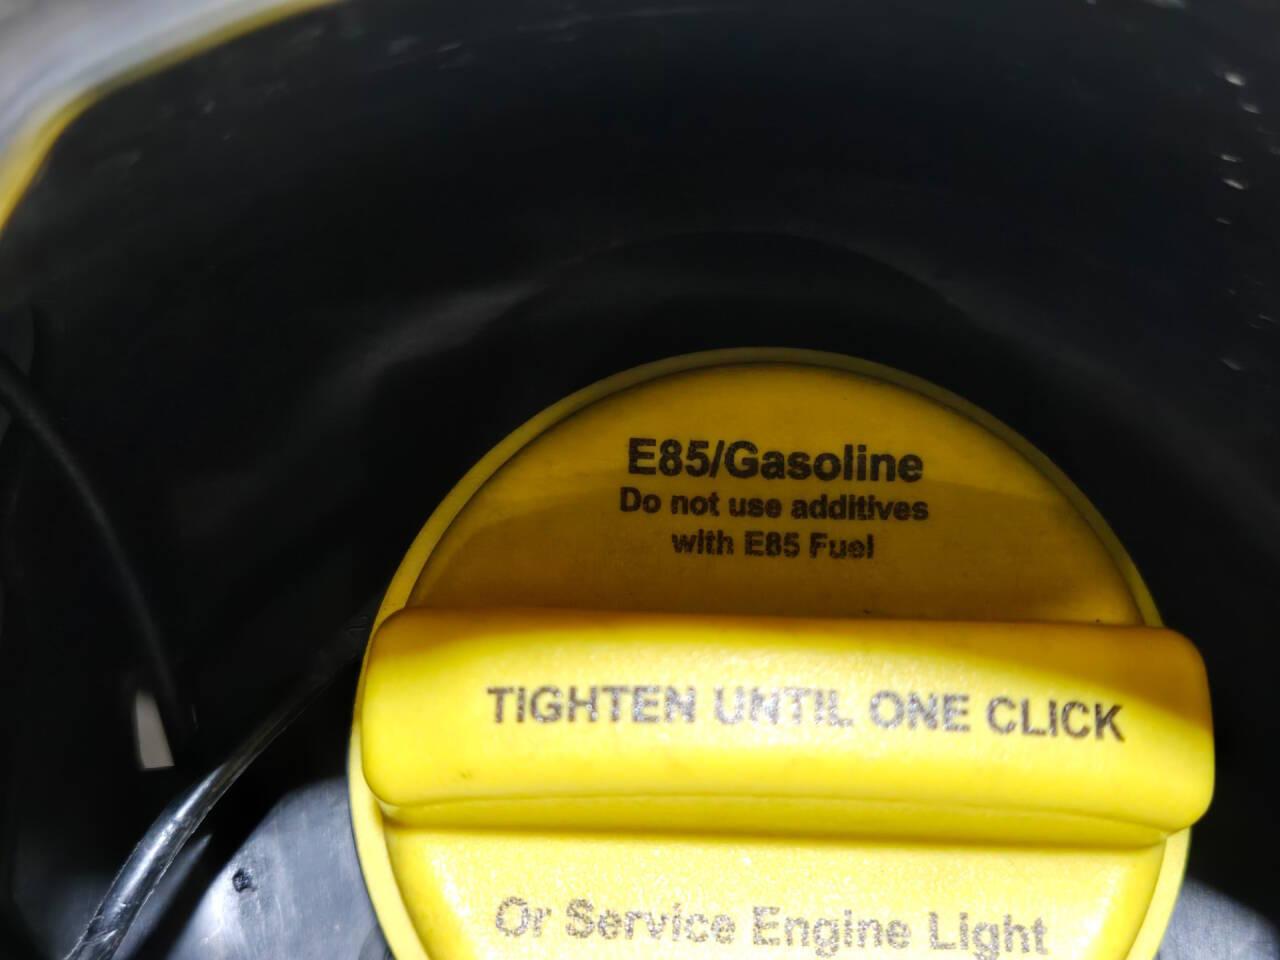 E85/Gasoline
Do not use additives
with E85 Fuel
TIGHTEN UNTIL ONE CLICK
Or Service Engine Light